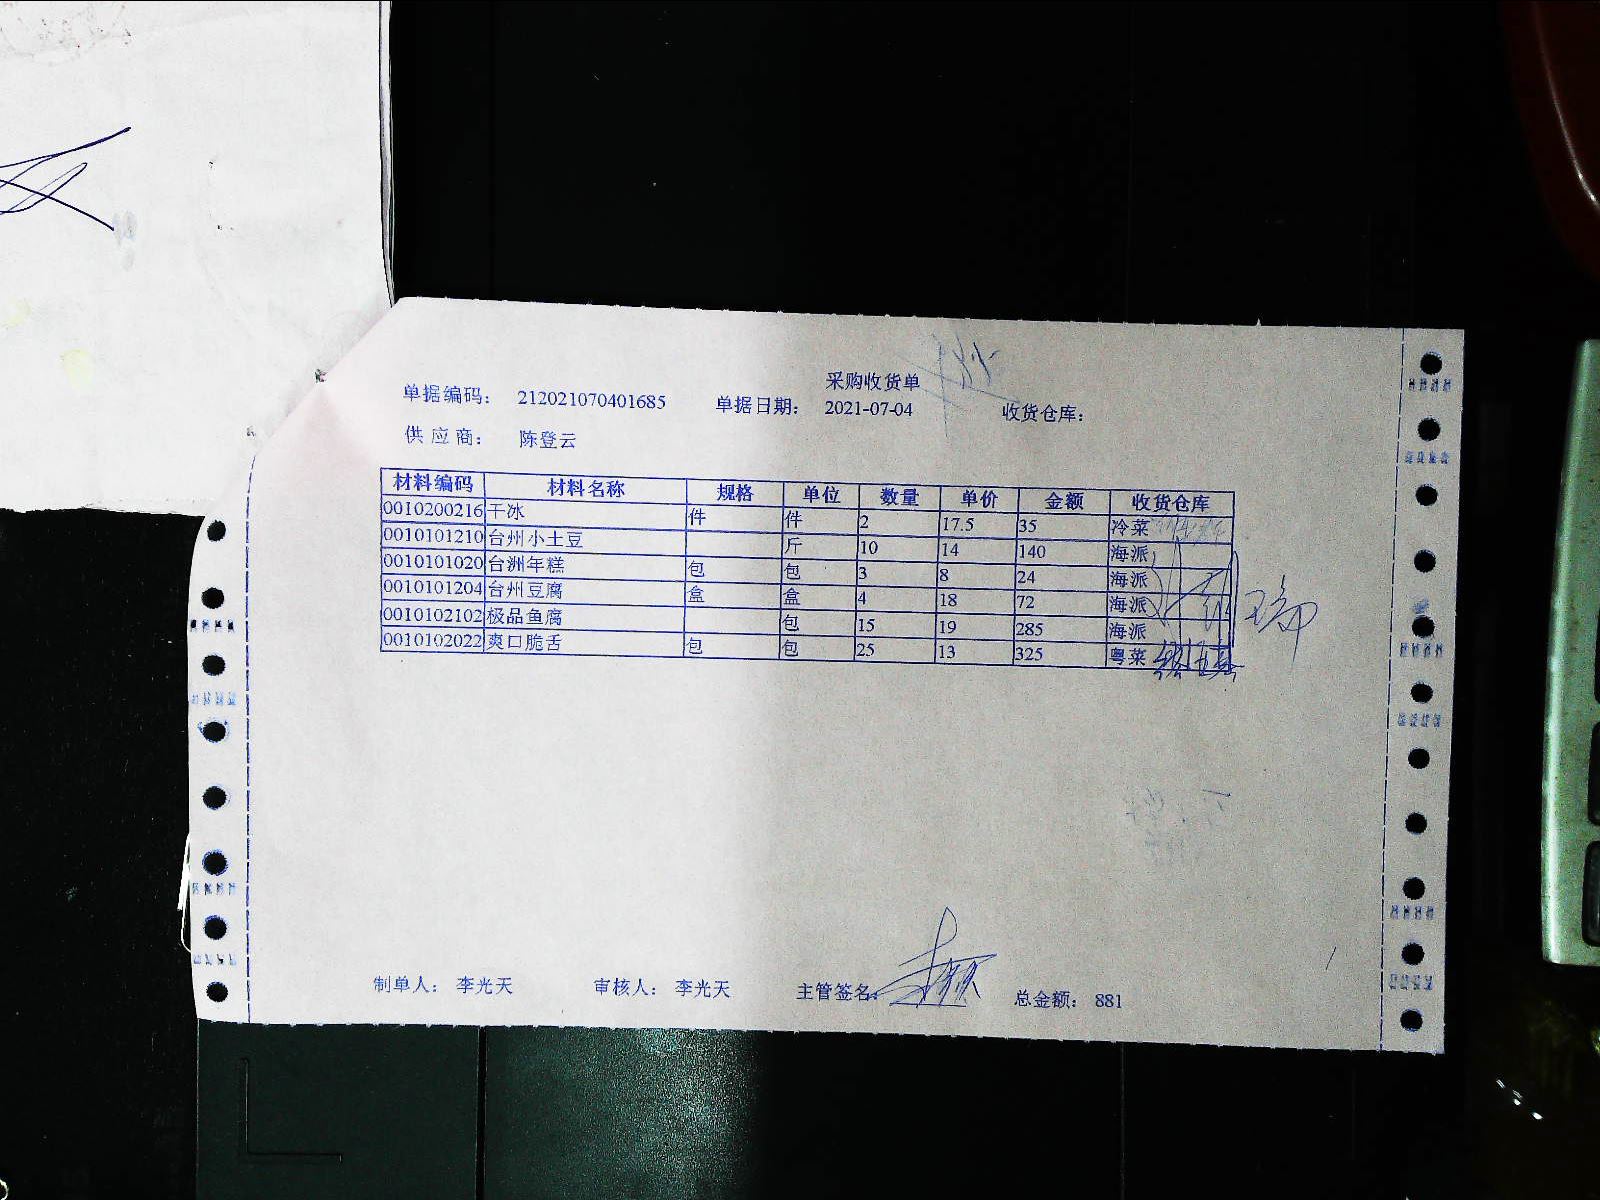 采购收货单
单据编码： 212021070401685 单据日期： 2021-07-04 收货仓库：
供 应 商： 陈登云
材料编码 材料名称 规格 单位 数量 单价 金额 收货仓库
0010200216 干冰 件 件 2 17.5 35 冷菜
0010101210 台州小土豆 斤 10 14 140 海派
0010101020 台洲年糕 包 包 3 8 24 海派
0010101204 台州豆腐 盒 盒 4 18 72 海派
0010102102 极品鱼腐 包 15 19 285 海派
0010102022 爽口脆舌 包 包 25 13 325 粤菜
制单人： 李光天 审核人： 李光天 主管签名： 总金额： 881